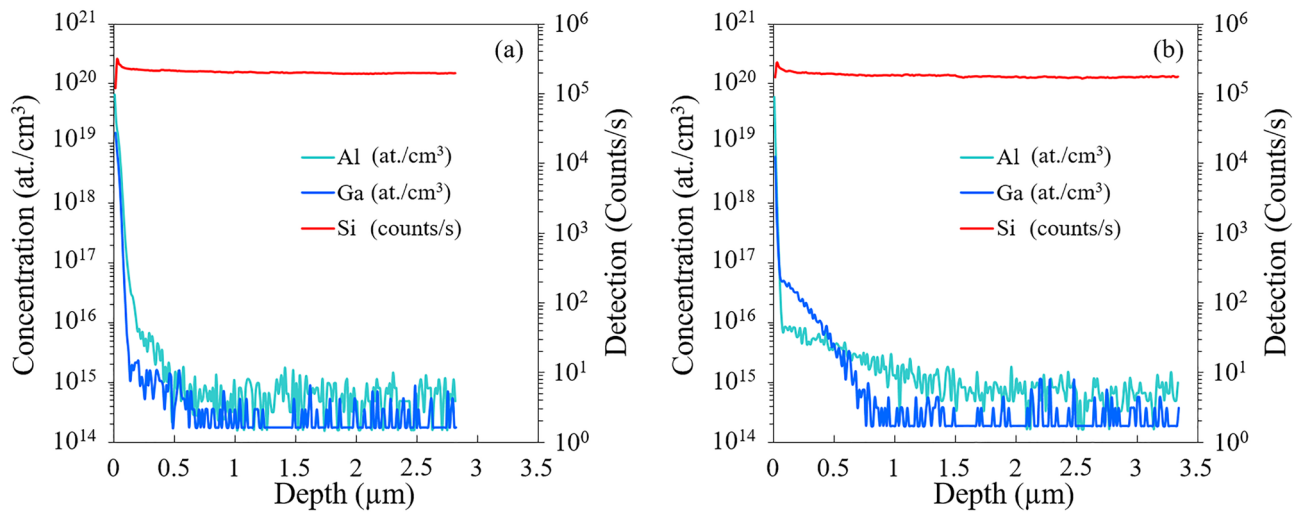 (a)
Concentration (at./cm³)
10²¹
10²⁰
10¹⁹
10¹⁸
10¹⁷
10¹⁶
10¹⁵
10¹⁴
Al (at./cm³)
Ga (at./cm³)
Si (counts/s)
10⁶
10⁵
10⁴
10³
10²
10¹
10⁰
Detection (Counts/s)
0 0.5 1 1.5 2 2.5 3 3.5
Depth (µm)
(b)
Concentration (at./cm³)
10²¹
10²⁰
10¹⁹
10¹⁸
10¹⁷
10¹⁶
10¹⁵
10¹⁴
Al (at./cm³)
Ga (at./cm³)
Si (counts/s)
10⁶
10⁵
10⁴
10³
10²
10¹
10⁰
Detection (Counts/s)
0 0.5 1 1.5 2 2.5 3 3.5
Depth (µm)